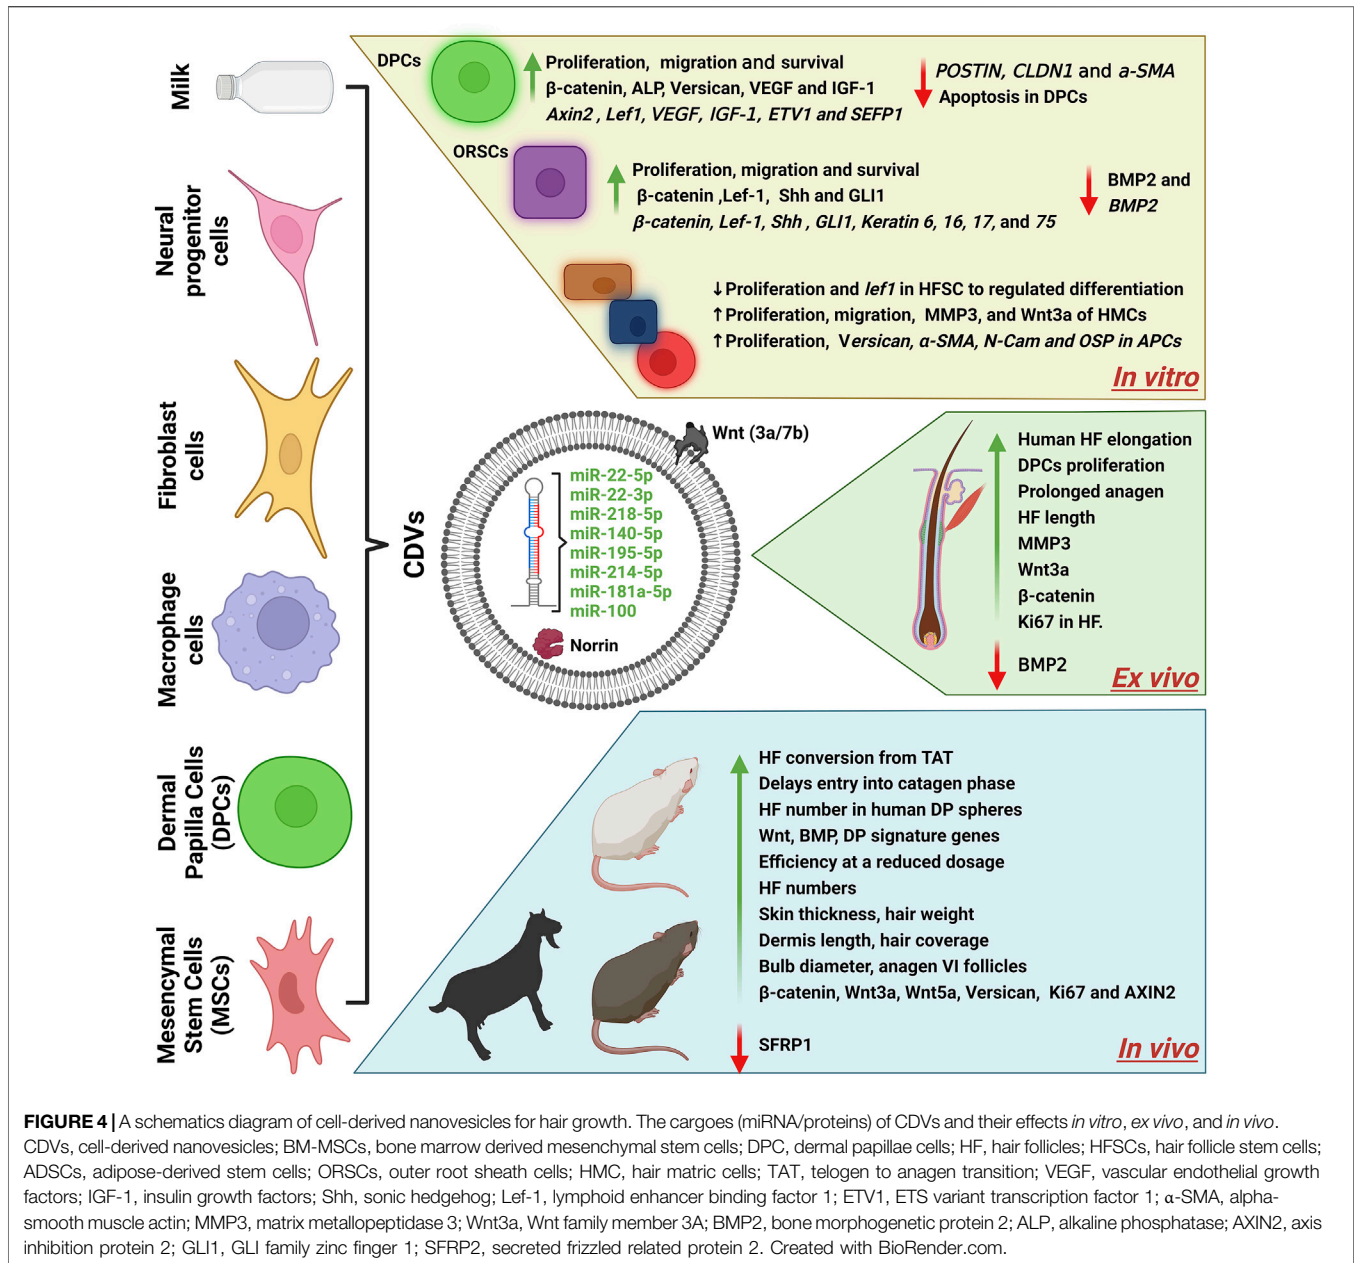 Milk
Neural
progenitor
cells
Fibroblast
cells
Macrophage
cells
Dermal
Papilla Cells
(DPCs)
Mesencymal
Stem Cells
(MSCs)
CDVs
DPCs
Proliferation, migration and survival
β-catenin, ALP, Versican, VEGF and IGF-1
Axin2 , Lef1, VEGF, IGF-1, ETV1 and SEFP1
POSTIN, CLDN1 and a-SMA
Apoptosis in DPCs
ORSCs
Proliferation, migration and survival
β-catenin ,Lef-1, Shh and GLI1
β-catenin, Lef-1, Shh , GLI1, Keratin 6, 16, 17, and 75
BMP2 and
BMP2
↓Proliferation and lef1 in HFSC to regulated differentiation
↑Proliferation, migration, MMP3, and Wnt3a of HMCs
↑Proliferation, Versican, α-SMA, N-Cam and OSP in APCs
In vitro
Wnt (3a/7b)
miR-22-5p
miR-22-3p
miR-218-5p
miR-140-5p
miR-195-5p
miR-214-5p
miR-181a-5p
miR-100
Norrin
Human HF elongation
DPCs proliferation
Prolonged anagen
HF length
MMP3
Wnt3a
β-catenin
Ki67 in HF.
BMP2
Ex vivo
HF conversion from TAT
Delays entry into catagen phase
HF number in human DP spheres
Wnt, BMP, DP signature genes
Efficiency at a reduced dosage
HF numbers
Skin thickness, hair weight
Dermis length, hair coverage
Bulb diameter, anagen VI follicles
β-catenin, Wnt3a, Wnt5a, Versican, Ki67 and AXIN2
SFRP1
In vivo
FIGURE 4 | A schematics diagram of cell-derived nanovesicles for hair growth. The cargoes (miRNA/proteins) of CDVs and their effects in vitro, ex vivo, and in vivo.
CDVs, cell-derived nanovesicles; BM-MSCs, bone marrow derived mesenchymal stem cells; DPC, dermal papillae cells; HF, hair follicles; HFSCs, hair follicle stem cells;
ADSCs, adipose-derived stem cells; ORSCs, outer root sheath cells; HMC, hair matric cells; TAT, telogen to anagen transition; VEGF, vascular endothelial growth
factors; IGF-1, insulin growth factors; Shh, sonic hedgehog; Lef-1, lymphoid enhancer binding factor 1; ETV1, ETS variant transcription factor 1; α-SMA, alpha-
smooth muscle actin; MMP3, matrix metallopeptidase 3; Wnt3a, Wnt family member 3A; BMP2, bone morphogenetic protein 2; ALP, alkaline phosphatase; AXIN2, axis
inhibition protein 2; GLI1, GLI family zinc finger 1; SFRP2, secreted frizzled related protein 2. Created with BioRender.com.